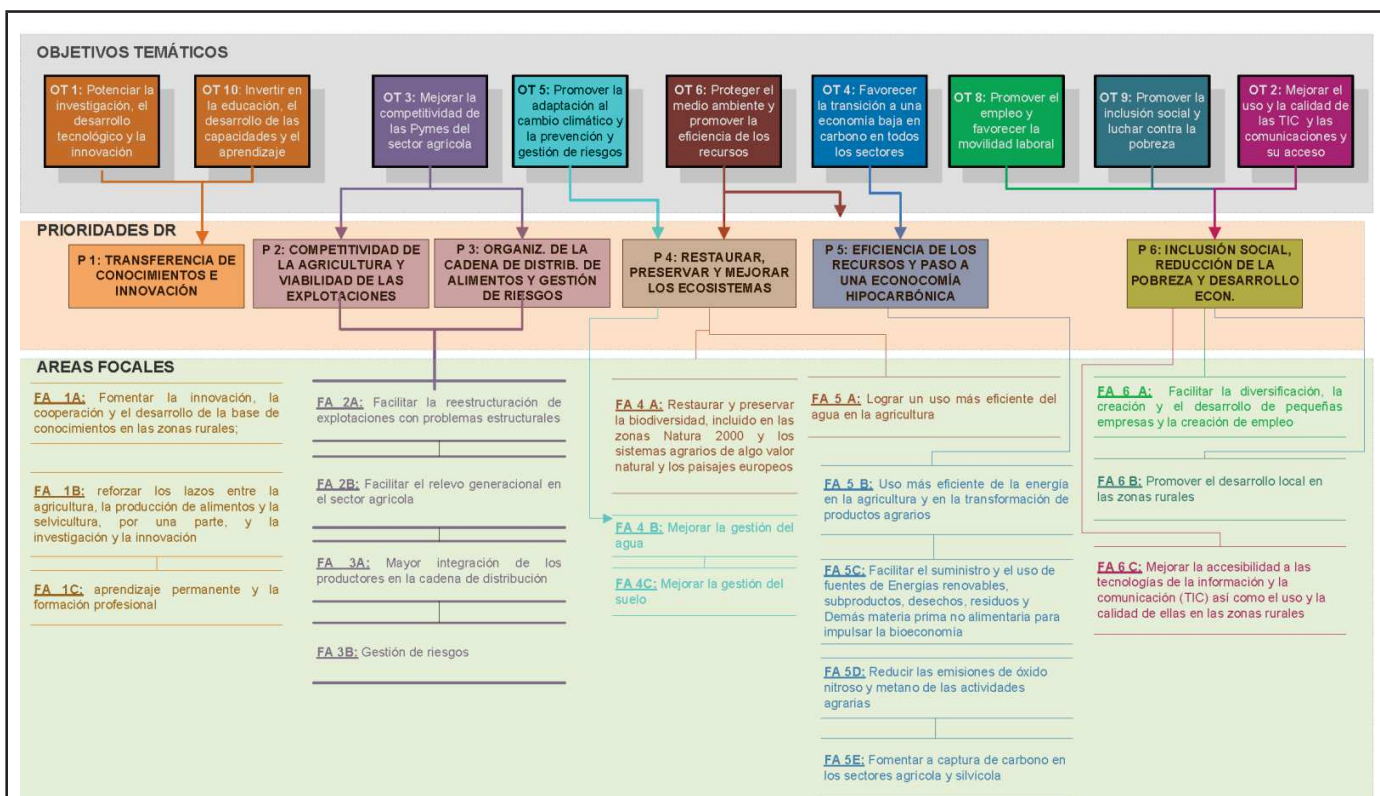 OBJETIVOS TEMÁTICOS
OT 1: Potenciar la
investigación, el
desarrollo
tecnológico y la
innovación
OT 10: Invertir en
la educación, el
desarrollo de las
capacidades y el
aprendizaje
OT 3: Mejorar la
competitividad de
las Pymes del
sector agrícola
OT 5: Promover la
adaptación al
cambio climático y
la prevención y
gestión de riesgos
OT 6: Proteger el
medio ambiente y
promover la
eficiencia de los
recursos
OT 4: Favorecer
la transición a una
economía baja en
carbono en todos
los sectores
OT 8: Promover el
empleo y
favorecer la
movilidad laboral
OT 9: Promover la
inclusión social y
luchar contra la
pobreza
OT 2: Mejorar el
uso y la calidad de
las TIC y las
comunicaciones y
su acceso
PRIORIDADES DR
P 1: TRANSFERENCIA DE
CONOCIMIENTOS E
INNOVACIÓN
P 2: COMPETITIVIDAD DE
LA AGRICULTURA Y
VIABILIDAD DE LAS
EXPLOTACIONES
P 3: ORGANIZ. DE LA
CADENA DE DISTRIB. DE
ALIMENTOS Y GESTIÓN
DE RIESGOS
P 4: RESTAURAR,
PRESERVAR Y MEJORAR
LOS ECOSISTEMAS
P 5: EFICIENCIA DE LOS
RECURSOS Y PASO A
UNA ECONOCOMÍA
HIPOCARBÓNICA
P 6: INCLUSIÓN SOCIAL,
REDUCCIÓN DE LA
POBREZA Y DESARROLLO
ECON.
AREAS FOCALES
FA 1A: Fomentar la innovación, la
cooperación y el desarrollo de la base de
conocimientos en las zonas rurales;
FA 1B: reforzar los lazos entre la
agricultura, la producción de alimentos y la
selvicultura, por una parte, y la
investigación y la innovación
FA 1C: aprendizaje permanente y la
formación profesional
FA 2A: Facilitar la reestructuración de
explotaciones con problemas estructurales
FA 2B: Facilitar el relevo generacional en
el sector agrícola
FA 3A: Mayor integración de los
productores en la cadena de distribución
FA 3B: Gestión de riesgos
FA 4 A: Restaurar y preservar
la biodiversidad, incluido en las
zonas Natura 2000 y los
sistemas agrarios de algo valor
natural y los paisajes europeos
FA 4 B: Mejorar la gestión del
agua
FA 4C: Mejorar la gestión del
suelo
FA 5 A: Lograr un uso más eficiente del
agua en la agricultura
FA 5 B: Uso más eficiente de la energía
en la agricultura y en la transformación de
productos agrarios
FA 5C: Facilitar el suministro y el uso de
fuentes de Energías renovables,
subproductos, desechos, residuos y
Demás materia prima no alimentaria para
impulsar la bioeconomía
FA 5D: Reducir las emisiones de óxido
nitroso y metano de las actividades
agrarias
FA 5E: Fomentar a captura de carbono en
los sectores agrícola y silvícola
FA 6 A: Facilitar la diversificación, la
creación y el desarrollo de pequeñas
empresas y la creación de empleo
FA 6 B: Promover el desarrollo local en
las zonas rurales
FA 6 C: Mejorar la accesibilidad a las
tecnologías de la información y la
comunicación (TIC) así como el uso y la
calidad de ellas en las zonas rurales